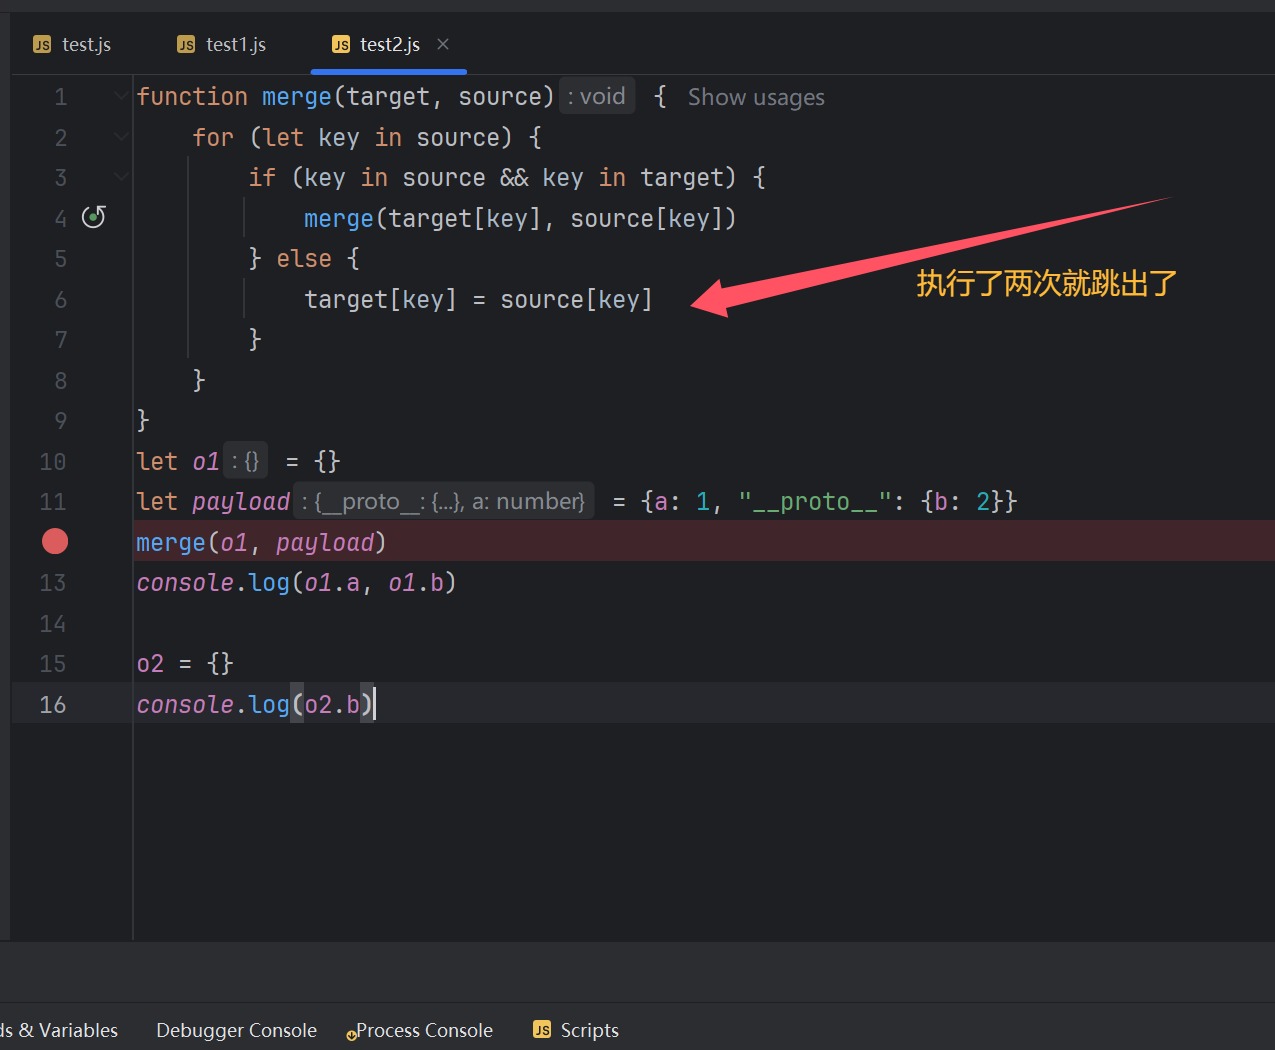 JS test.js JS test1.js JS test2.js ×
1 function merge(target, source) : void { Show usages
2 for (let key in source) {
3 if (key in source && key in target) {
4 merge(target[key], source[key])
5 } else {
6 target[key] = source[key]
执行了两次就跳出了
7 }
8 }
9 }
10 let o1 : {} = {}
11 let payload : {__proto__: {...}, a: number} = {a: 1, "__proto__": {b: 2}}
merge(o1, payload)
13 console.log(o1.a, o1.b)
14
15 o2 = {}
16 console.log(o2.b)
ds & Variables Debugger Console Process Console JS Scripts